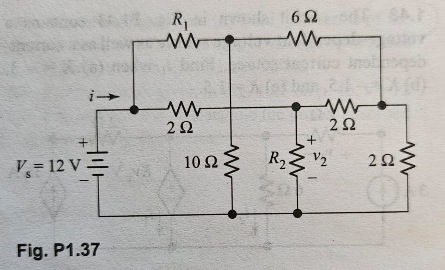 R₁
6 Ω
i→
2 Ω
2 Ω
+
Vₛ = 12 V
−
10 Ω
R₂
+
v₂
−
2 Ω
Fig. P1.37